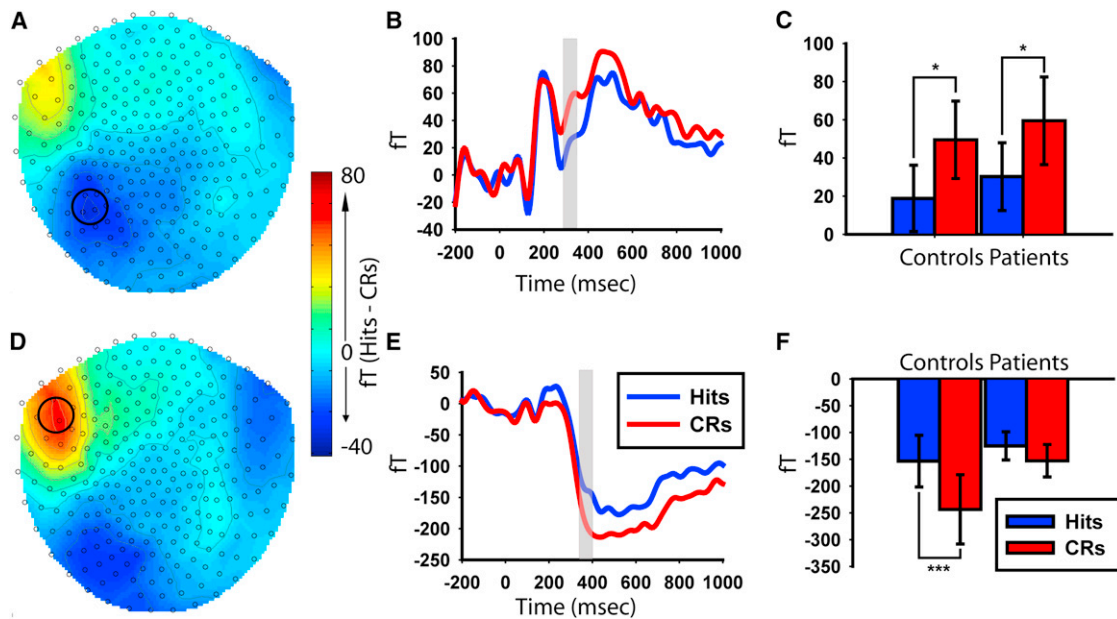 A
B
C
100
80
60
40
20
0
-20
-40
fT
-200
0
200
400
600
800
1000
Time (msec)
100
80
60
40
20
0
fT
*
*
Controls Patients
80
0
-40
fT (Hits - CRs)
D
E
F
50
0
-50
-100
-150
-200
-250
fT
-200
0
200
400
600
800
1000
Time (msec)
Hits
CRs
Controls Patients
0
-50
-100
-150
-200
-250
-300
-350
fT
***
Hits
CRs